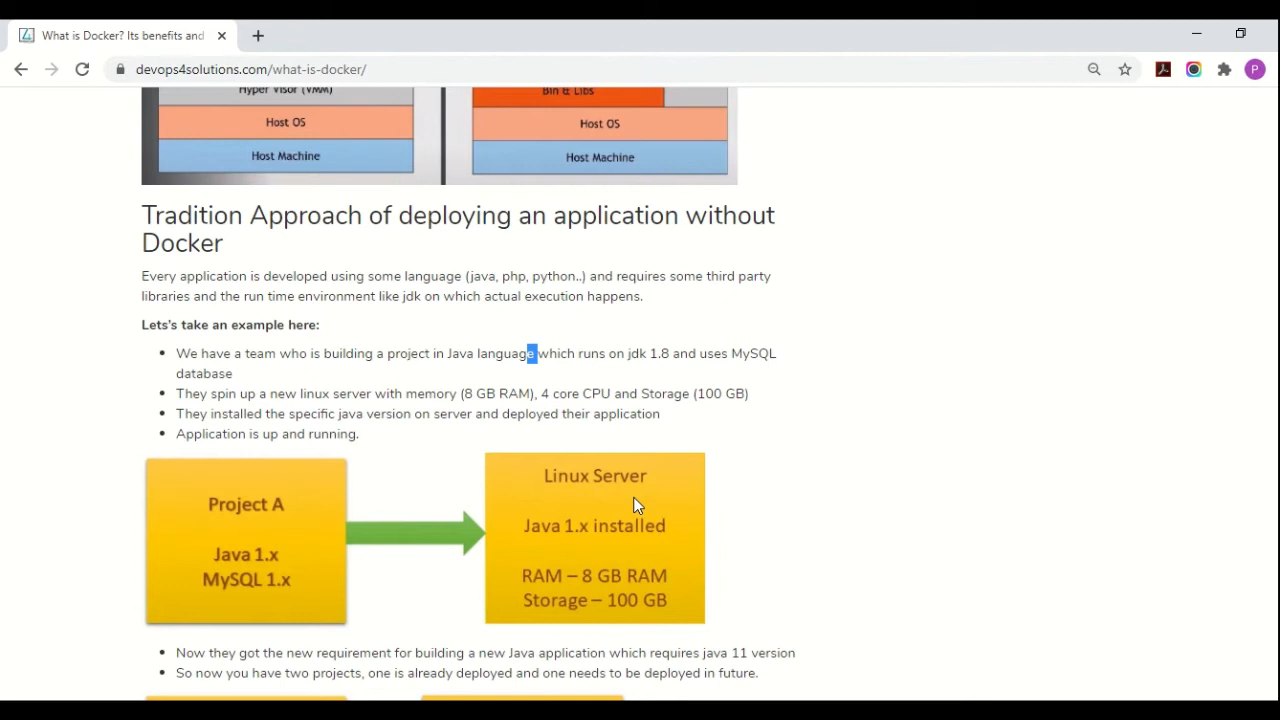 What is Docker? Its benefits and
devops4solutions.com/what-is-docker/
P
Hyper Visor (VMM)
Bin & Libs
Host OS
Host OS
Host Machine
Host Machine
Tradition Approach of deploying an application without
Docker
Every application is developed using some language (java, php, python..) and requires some third party
libraries and the run time environment like jdk on which actual execution happens.
Lets's take an example here:
We have a team who is building a project in Java language which runs on jdk 1.8 and uses MySQL
database
They spin up a new linux server with memory (8 GB RAM), 4 core CPU and Storage (100 GB)
They installed the specific java version on server and deployed their application
Application is up and running.
Project A
Java 1.x
MySQL 1.x
Linux Server
Java 1.x installed
RAM – 8 GB RAM
Storage – 100 GB
Now they got the new requirement for building a new Java application which requires java 11 version
So now you have two projects, one is already deployed and one needs to be deployed in future.